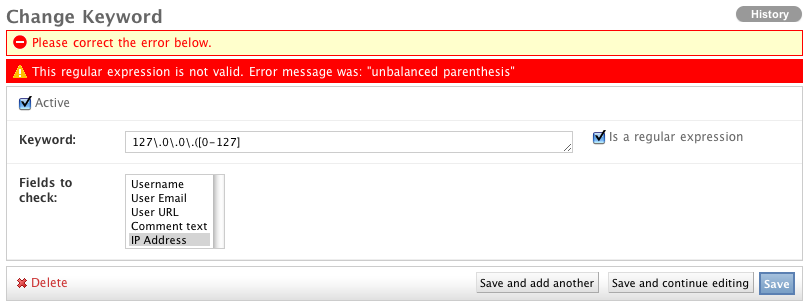 Change Keyword
History
Please correct the error below.
This regular expression is not valid. Error message was: "unbalanced parenthesis"
Active
Keyword:
127\.0\.0\.([0-127]
Is a regular expression
Fields to
check:
Username
User Email
User URL
Comment text
IP Address
Delete
Save and add another
Save and continue editing
Save